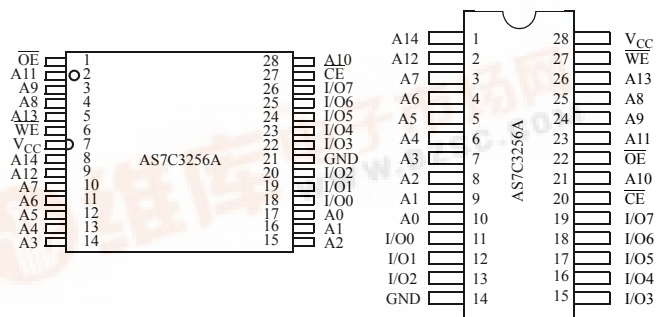 OE 1 28 A10
A11 2 27 CE
A9 3 26 I/O7
A8 4 25 I/O6
A13 5 24 I/O5
WE 6 23 I/O4
VCC 7 22 I/O3
A14 8 AS7C3256A 21 GND
A12 9 20 I/O2
A7 10 19 I/O1
A6 11 18 I/O0
A5 12 17 A0
A4 13 16 A1
A3 14 15 A2
A14 1 28 VCC
A12 2 27 WE
A7 3 26 A13
A6 4 25 A8
A5 5 24 A9
A4 6 23 A11
A3 7 22 OE
A2 8 21 A10
A1 9 20 CE
A0 10 19 I/O7
I/O0 11 18 I/O6
I/O1 12 17 I/O5
I/O2 13 16 I/O4
GND 14 15 I/O3
AS7C3256A